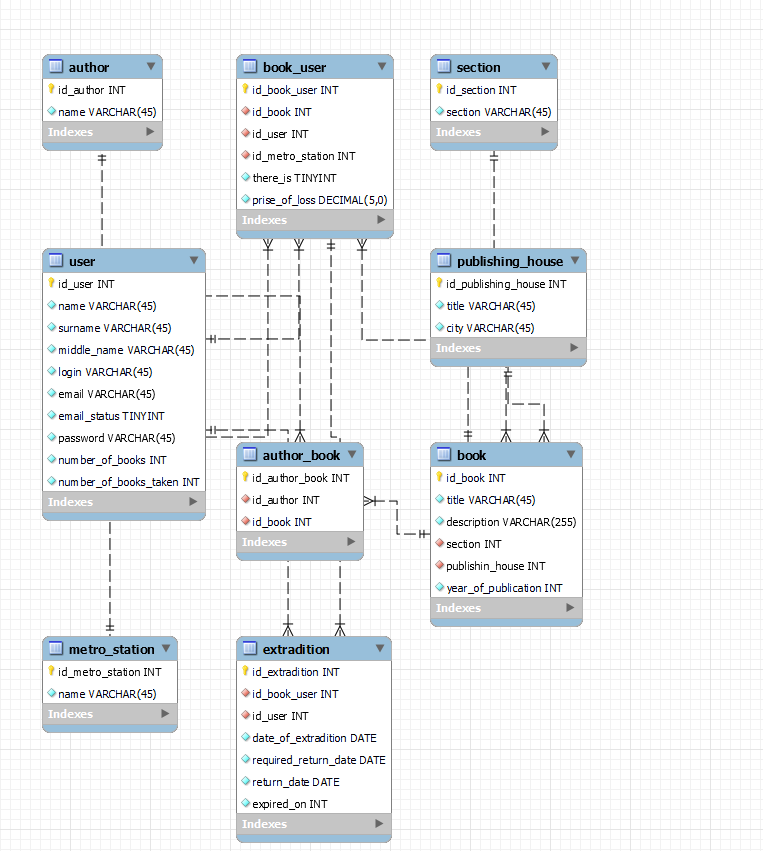 author
id_author INT
name VARCHAR(45)
Indexes
book_user
id_book_user INT
id_book INT
id_user INT
id_metro_station INT
there_is TINYINT
prise_of_loss DECIMAL(5,0)
Indexes
section
id_section INT
section VARCHAR(45)
Indexes
user
id_user INT
name VARCHAR(45)
surname VARCHAR(45)
middle_name VARCHAR(45)
login VARCHAR(45)
email VARCHAR(45)
email_status TINYINT
password VARCHAR(45)
number_of_books INT
number_of_books_taken INT
Indexes
publishing_house
id_publishing_house INT
title VARCHAR(45)
city VARCHAR(45)
Indexes
author_book
id_author_book INT
id_author INT
id_book INT
Indexes
book
id_book INT
title VARCHAR(45)
description VARCHAR(255)
section INT
publishin_house INT
year_of_publication INT
Indexes
metro_station
id_metro_station INT
name VARCHAR(45)
Indexes
extradition
id_extradition INT
id_book_user INT
id_user INT
date_of_extradition DATE
required_return_date DATE
return_date DATE
expired_on INT
Indexes